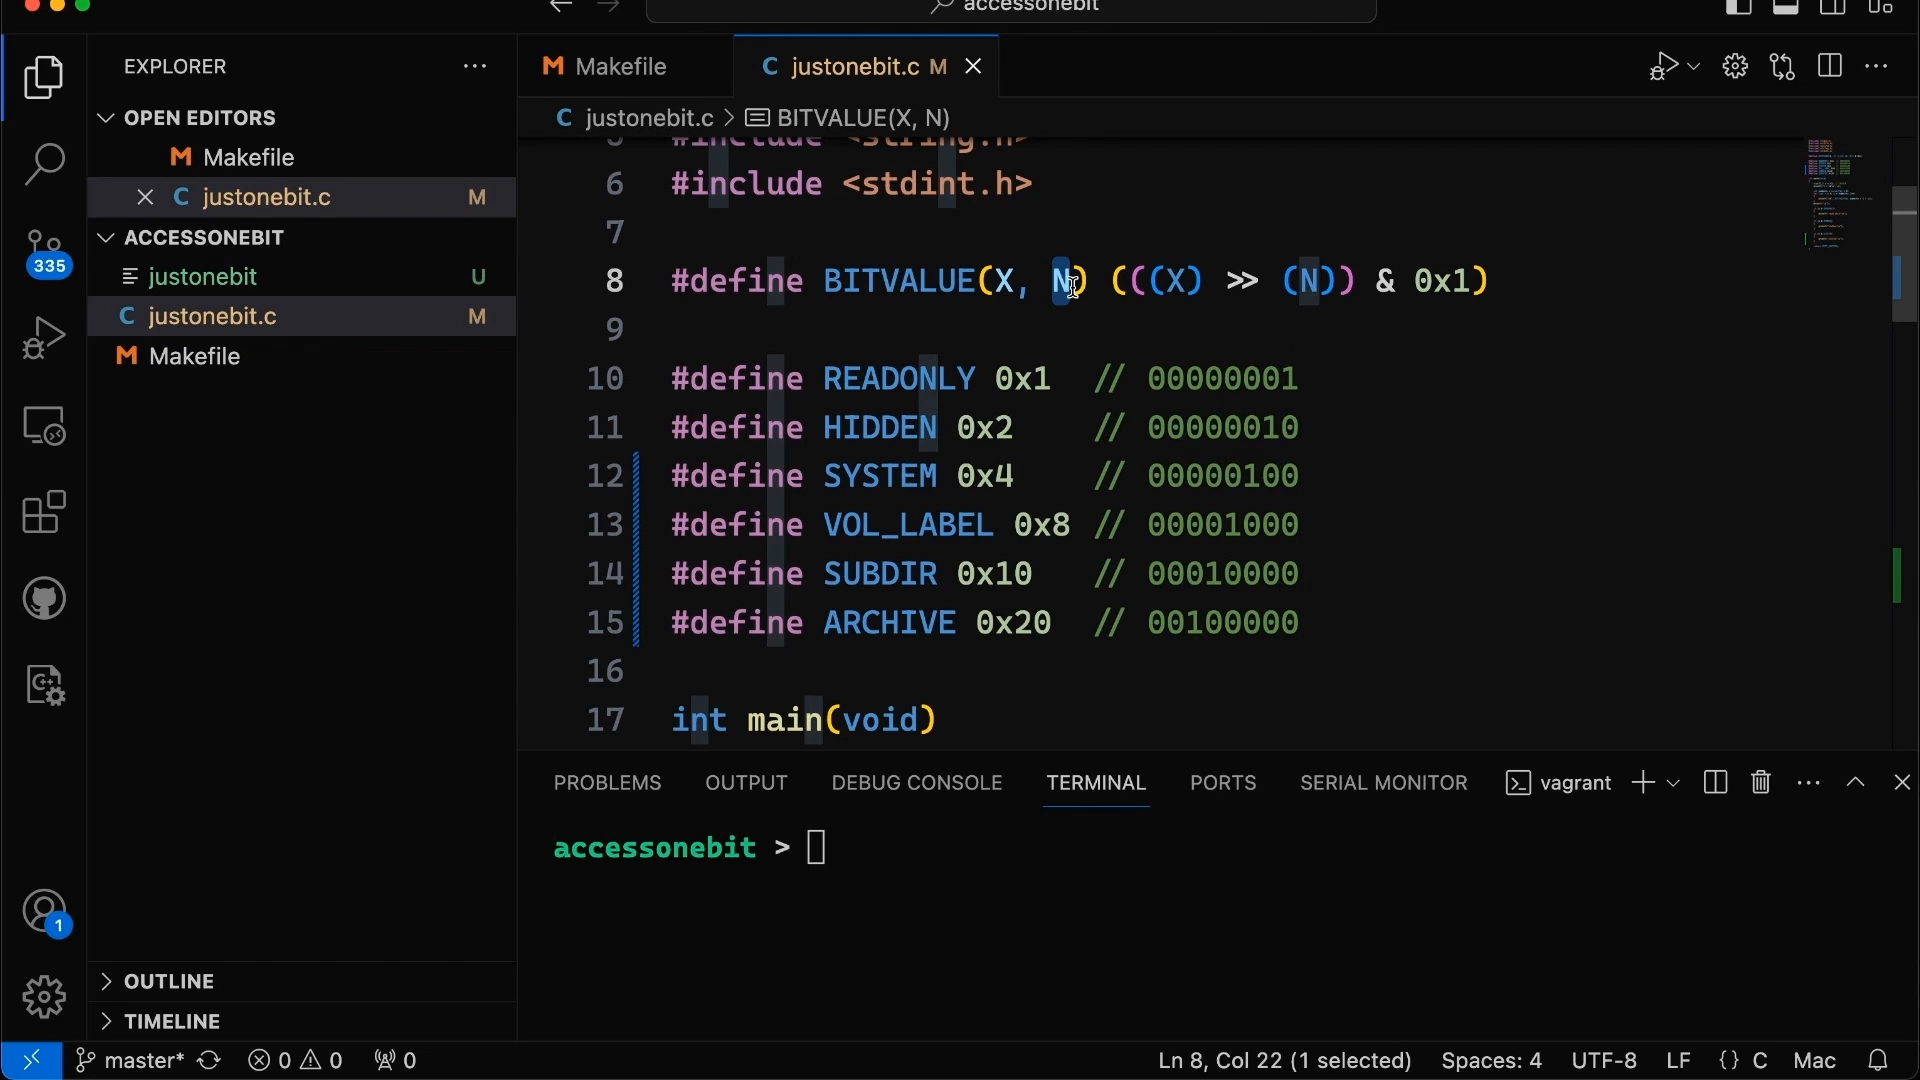 accessonebit
EXPLORER
OPEN EDITORS
M Makefile
C justonebit.c M
335
ACCESSONEBIT
justonebit U
C justonebit.c M
M Makefile
1
OUTLINE
TIMELINE
M Makefile
C justonebit.c M
C justonebit.c > BITVALUE(X, N)
5 #include <string.h>
6 #include <stdint.h>
7
8 #define BITVALUE(X, N) (((X) >> (N)) & 0x1)
9
10 #define READONLY 0x1 // 00000001
11 #define HIDDEN 0x2 // 00000010
12 #define SYSTEM 0x4 // 00000100
13 #define VOL_LABEL 0x8 // 00001000
14 #define SUBDIR 0x10 // 00010000
15 #define ARCHIVE 0x20 // 00100000
16
17 int main(void)
PROBLEMS OUTPUT DEBUG CONSOLE TERMINAL PORTS SERIAL MONITOR vagrant
accessonebit >
master* 0 0 0 Ln 8, Col 22 (1 selected) Spaces: 4 UTF-8 LF {} C Mac